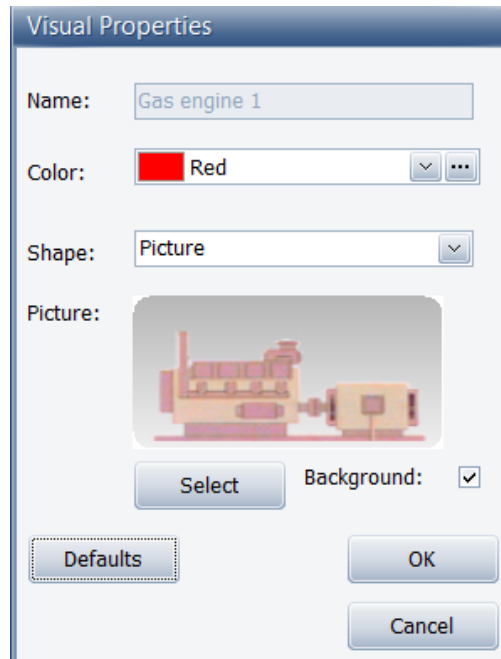 Visual Properties
Name: Gas engine 1
Color: Red ...
Shape: Picture
Picture:
Select Background:
Defaults OK
Cancel